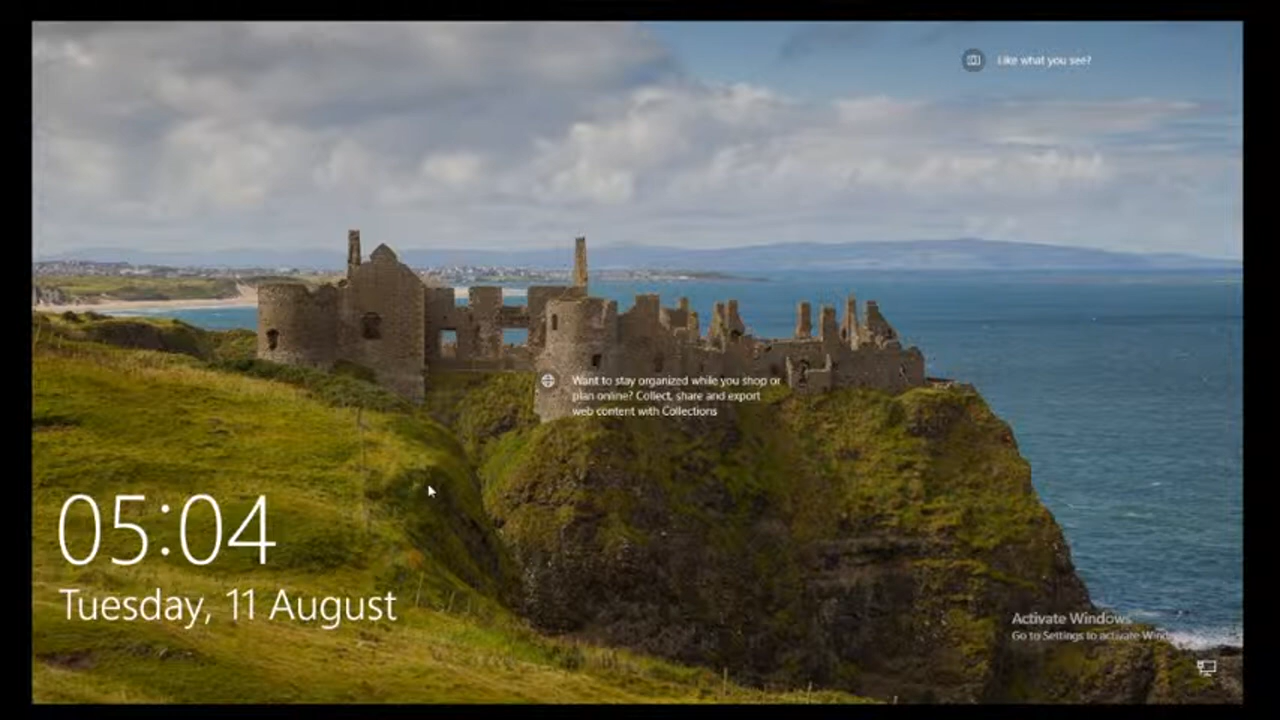 Like what you see?
Want to stay organized while you shop or
plan online? Collect, share and export
web content with Collections
05:04
Tuesday, 11 August
Activate Windows
Go to Settings to activate Windows